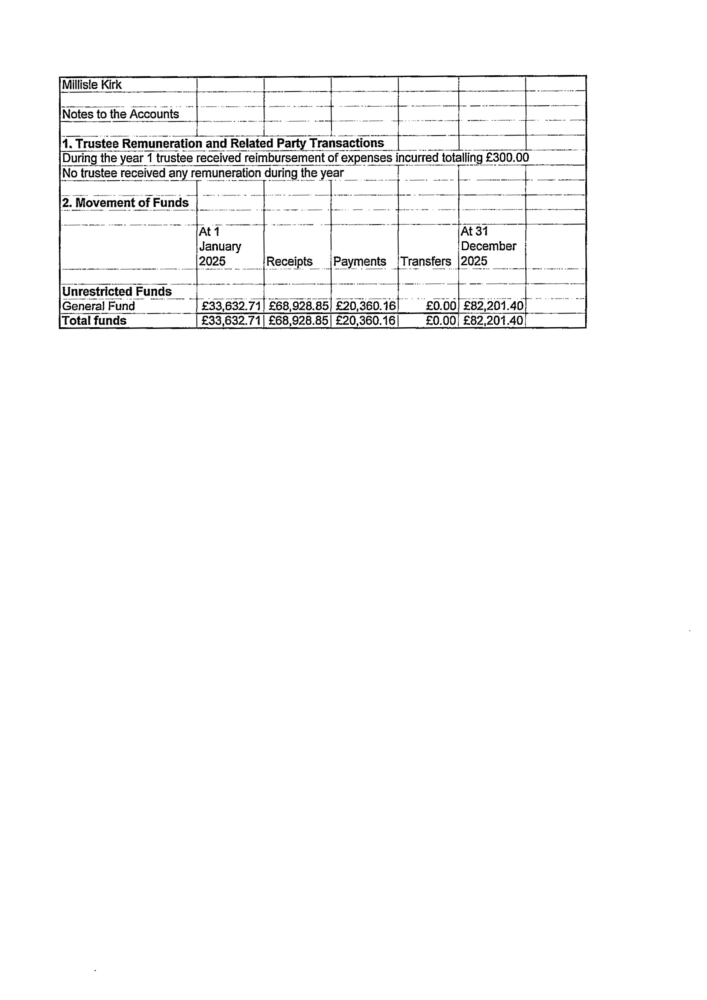 Millisle Kirk
Notes to the Accounts
1. Trustee Remuneration and Related Party Transactions
During the year 1 trustee received reimbursement of expenses incurred totalling £300.00
No trustee received any remuneration during the year
2. Movement of Funds
At 1 January 2025 Receipts Payments Transfers At 31 December 2025
Unrestricted Funds
General Fund £33,632.71 £68,928.85 £20,360.16 £0.00 £82,201.40
Total funds £33,632.71 £68,928.85 £20,360.16 £0.00 £82,201.40